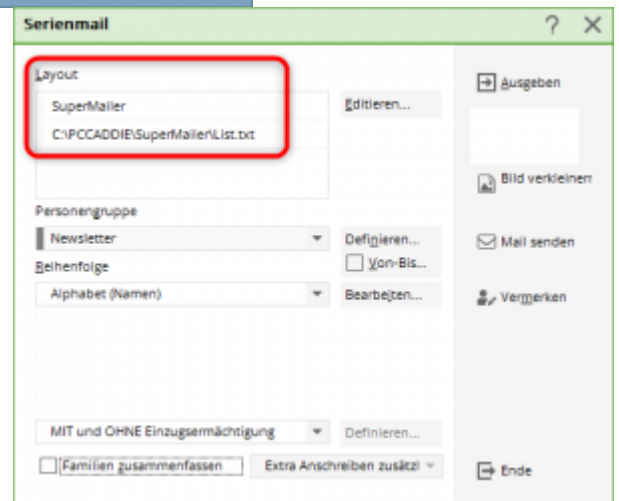 Serienmail
Layout
SuperMailer
C:\PCCADDIE\SuperMailer\List.txt
Editieren...
Ausgeben
Bild verkleinern
Personengruppe
Newsletter
Definieren...
Von-Bis...
Mail senden
Reihenfolge
Alphabet (Namen)
Bearbeiten...
Vermerken
MIT und OHNE Einzugsermächtigung
Definieren...
Familien zusammenfassen
Extra Anschreiben zusätzl
Ende